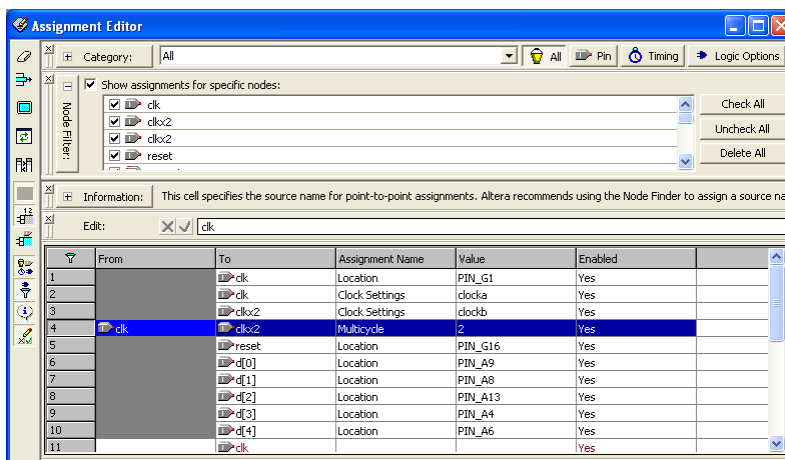 Assignment Editor
Category: All All Pin Timing Logic Options
Show assignments for specific nodes:
Node Filter:
clk
clkx2
clkx2
reset
Check All
Uncheck All
Delete All
Information: This cell specifies the source name for point-to-point assignments. Altera recommends using the Node Finder to assign a source na
Edit: clk
From To Assignment Name Value Enabled
1 clk Location PIN_G1 Yes
2 clk Clock Settings clocka Yes
3 clkx2 Clock Settings clockb Yes
4 clk clkx2 Multicycle 2 Yes
5 reset Location PIN_G16 Yes
6 d[0] Location PIN_A9 Yes
7 d[1] Location PIN_A8 Yes
8 d[2] Location PIN_A13 Yes
9 d[3] Location PIN_A4 Yes
10 d[4] Location PIN_A6 Yes
11 clk Yes